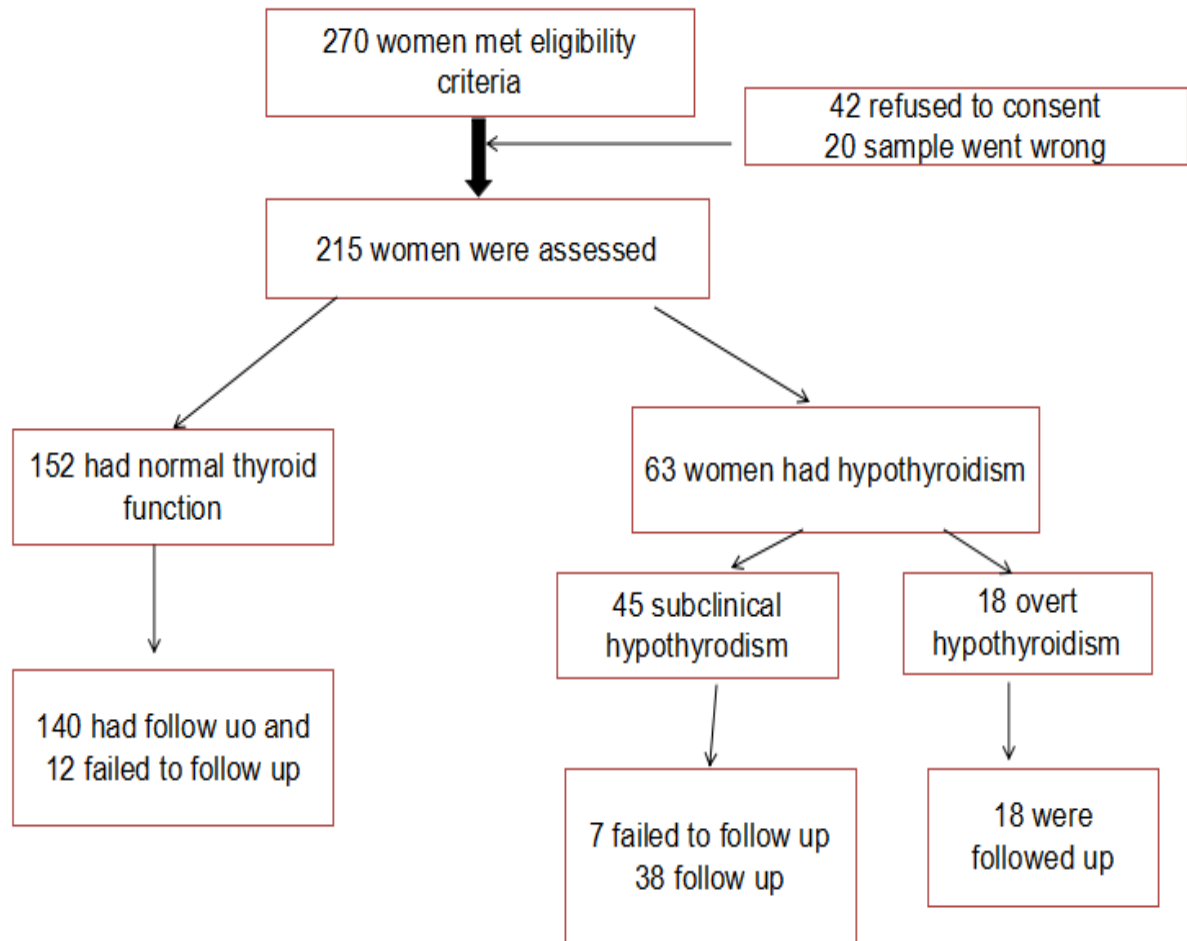 270 women met eligibility
criteria
42 refused to consent
20 sample went wrong
215 women were assessed
152 had normal thyroid
function
63 women had hypothyroidism
45 subclinical
hypothyrodism
18 overt
hypothyroidism
140 had follow uo and
12 failed to follow up
7 failed to follow up
38 follow up
18 were
followed up